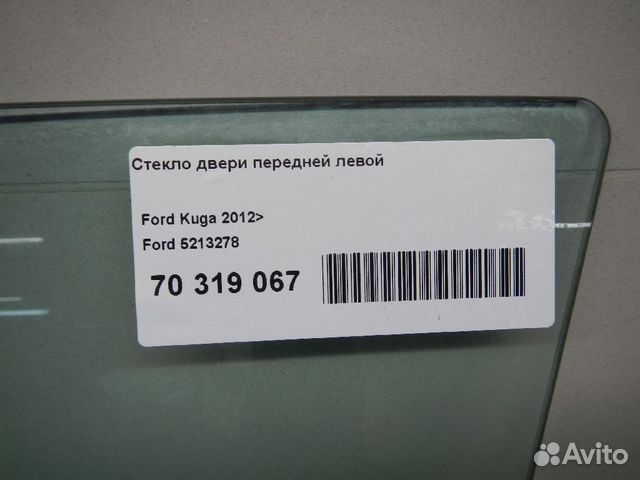 Стекло двери передней левой
Ford Kuga 2012>
Ford 5213278
70 319 067
Avito